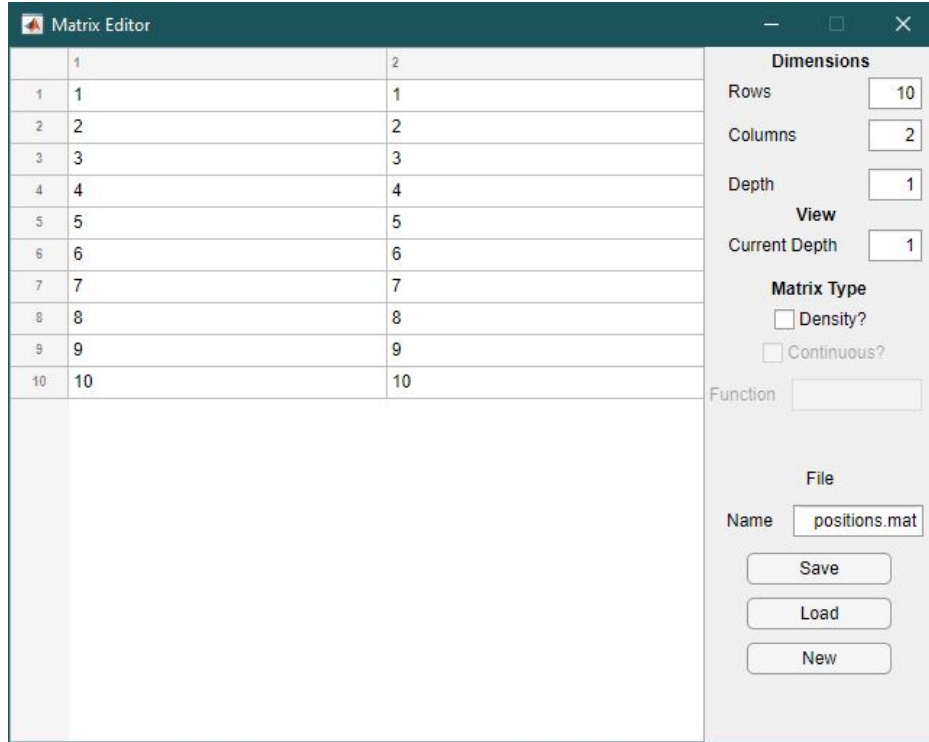 Matrix Editor
1 2
1 1 1
2 2 2
3 3 3
4 4 4
5 5 5
6 6 6
7 7 7
8 8 8
9 9 9
10 10 10
Dimensions
Rows 10
Columns 2
Depth 1
View
Current Depth 1
Matrix Type
Density?
Continuous?
Function
File
Name positions.mat
Save
Load
New